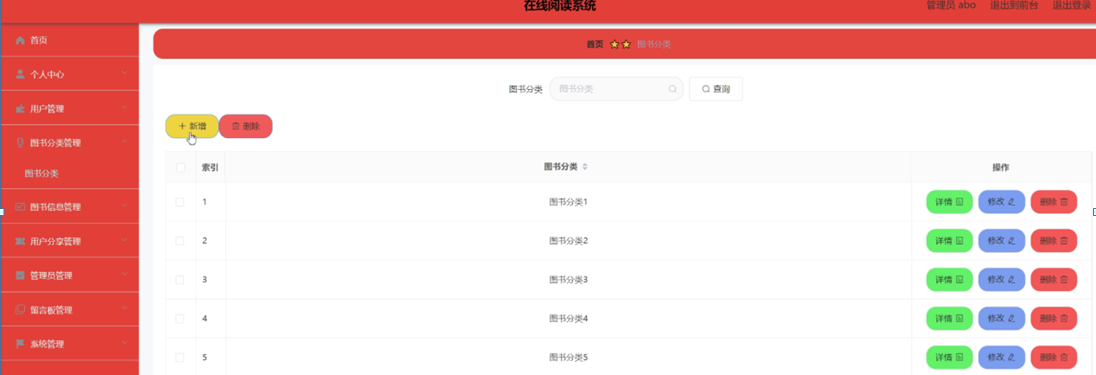 在线阅读系统
管理员 abo 退出到前台 退出登录
首页
个人中心
用户管理
图书分类管理
图书分类
图书信息管理
用户分享管理
管理员管理
留言板管理
系统管理
首页 图书分类
图书分类 图书分类 查询
新增 删除
索引 图书分类 操作
1 图书分类1 详情 修改 删除
2 图书分类2 详情 修改 删除
3 图书分类3 详情 修改 删除
4 图书分类4 详情 修改 删除
5 图书分类5 详情 修改 删除